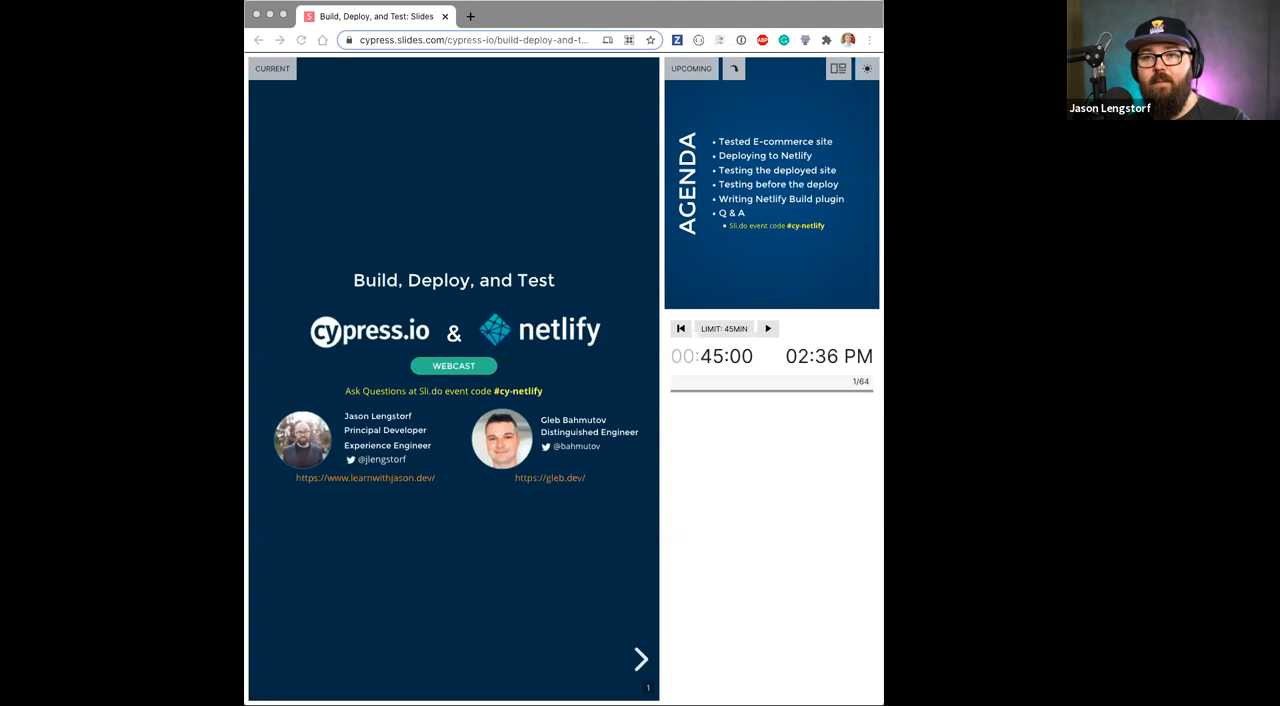 Build, Deploy, and Test: Slides
cypress.slides.com/cypress-io/build-deploy-and-t...
CURRENT
Build, Deploy, and Test
cypress.io & netlify
WEBCAST
Ask Questions at Sli.do event code #cy-netlify
Jason Lengstorf
Principal Developer
Experience Engineer
@jlengstorf
https://www.learnwithjason.dev/
Gleb Bahmutov
Distinguished Engineer
@bahmutov
https://gleb.dev/
1
UPCOMING
AGENDA
• Tested E-commerce site
• Deploying to Netlify
• Testing the deployed site
• Testing before the deploy
• Writing Netlify Build plugin
• Q & A
Sli.do event code #cy-netlify
LIMIT: 45MIN
00:45:00 02:36 PM
1/64
Jason Lengstorf